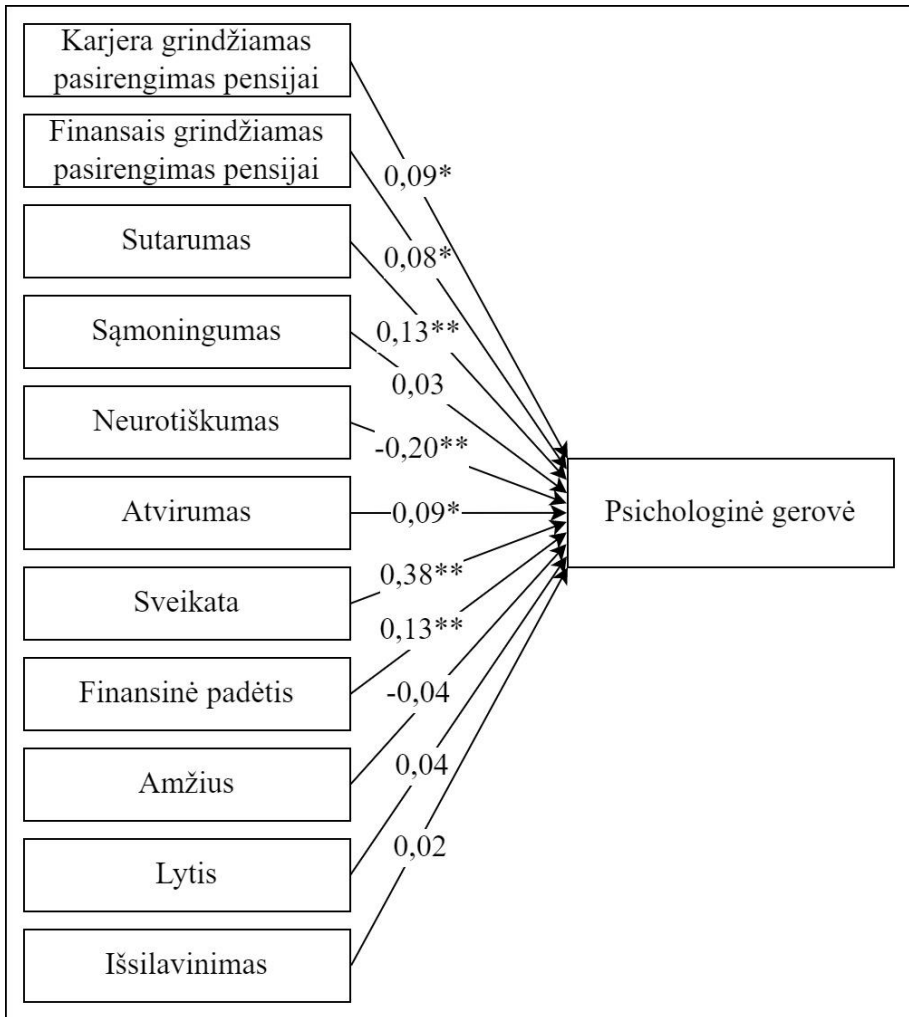 Karjera grindžiamas
pasirengimas pensijai
Finansais grindžiamas
pasirengimas pensijai
Sutarumas
Sąmoningumas
Neurotiškumas
Atvirumas
Sveikata
Finansinė padėtis
Amžius
Lytis
Išsilavinimas
0,09*
0,08*
0,13**
0,03
-0,20**
0,09*
0,38**
0,13**
-0,04
0,04
0,02
Psichologinė gerovė